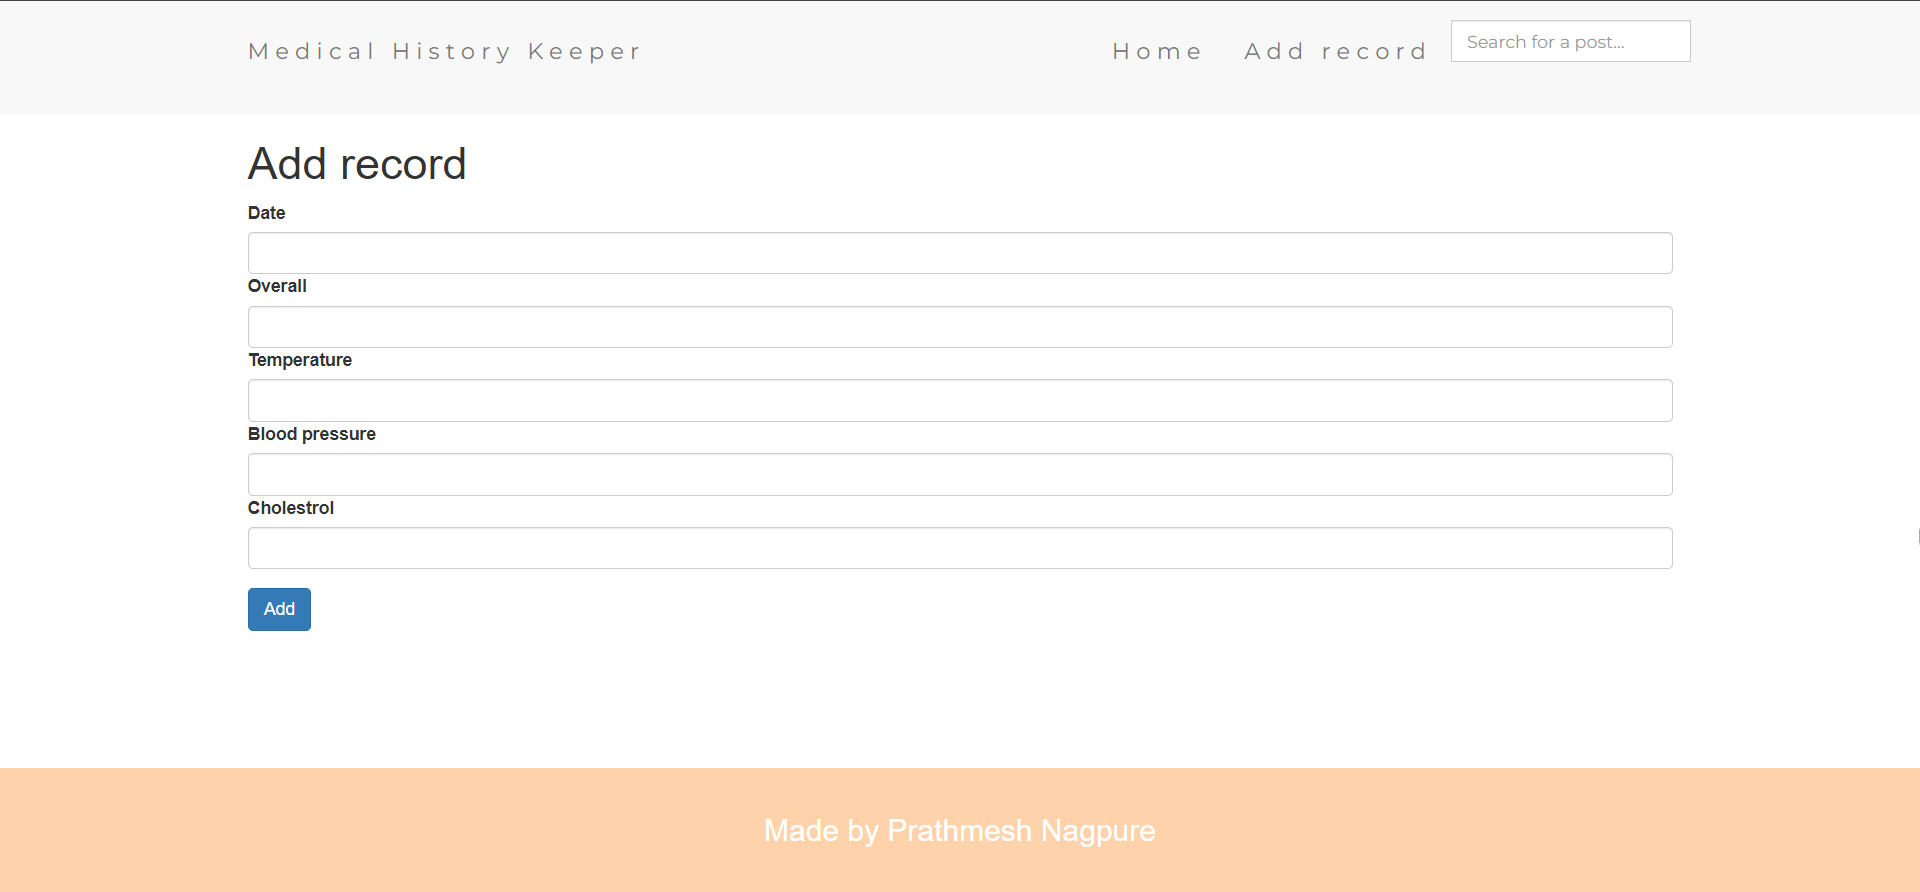 Medical History Keeper Home Add record Search for a post...
Add record
Date
Overall
Temperature
Blood pressure
Cholestrol
Add
Made by Prathmesh Nagpure